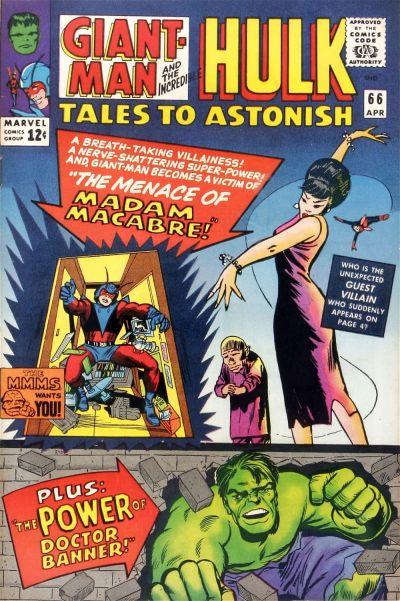 GIANT-
MAN
AND THE
INCREDIBLE
HULK
APPROVED
BY THE
COMICS
CODE
AUTHORITY
IND
TALES TO ASTONISH
MARVEL
COMICS
GROUP
12¢
66
APR
A BREATH-TAKING VILLAINESS!
A NERVE-SHATTERING SUPER-POWER!
AND GIANT-MAN BECOMES A VICTIM OF
"THE MENACE OF
MADAM
MACABRE!"
WHO IS THE
UNEXPECTED
GUEST
VILLAIN
WHO SUDDENLY
APPEARS ON
PAGE 4?
THE
MMMS
WANTS
YOU!
PLUS:
"THE POWER OF
DOCTOR
BANNER!"